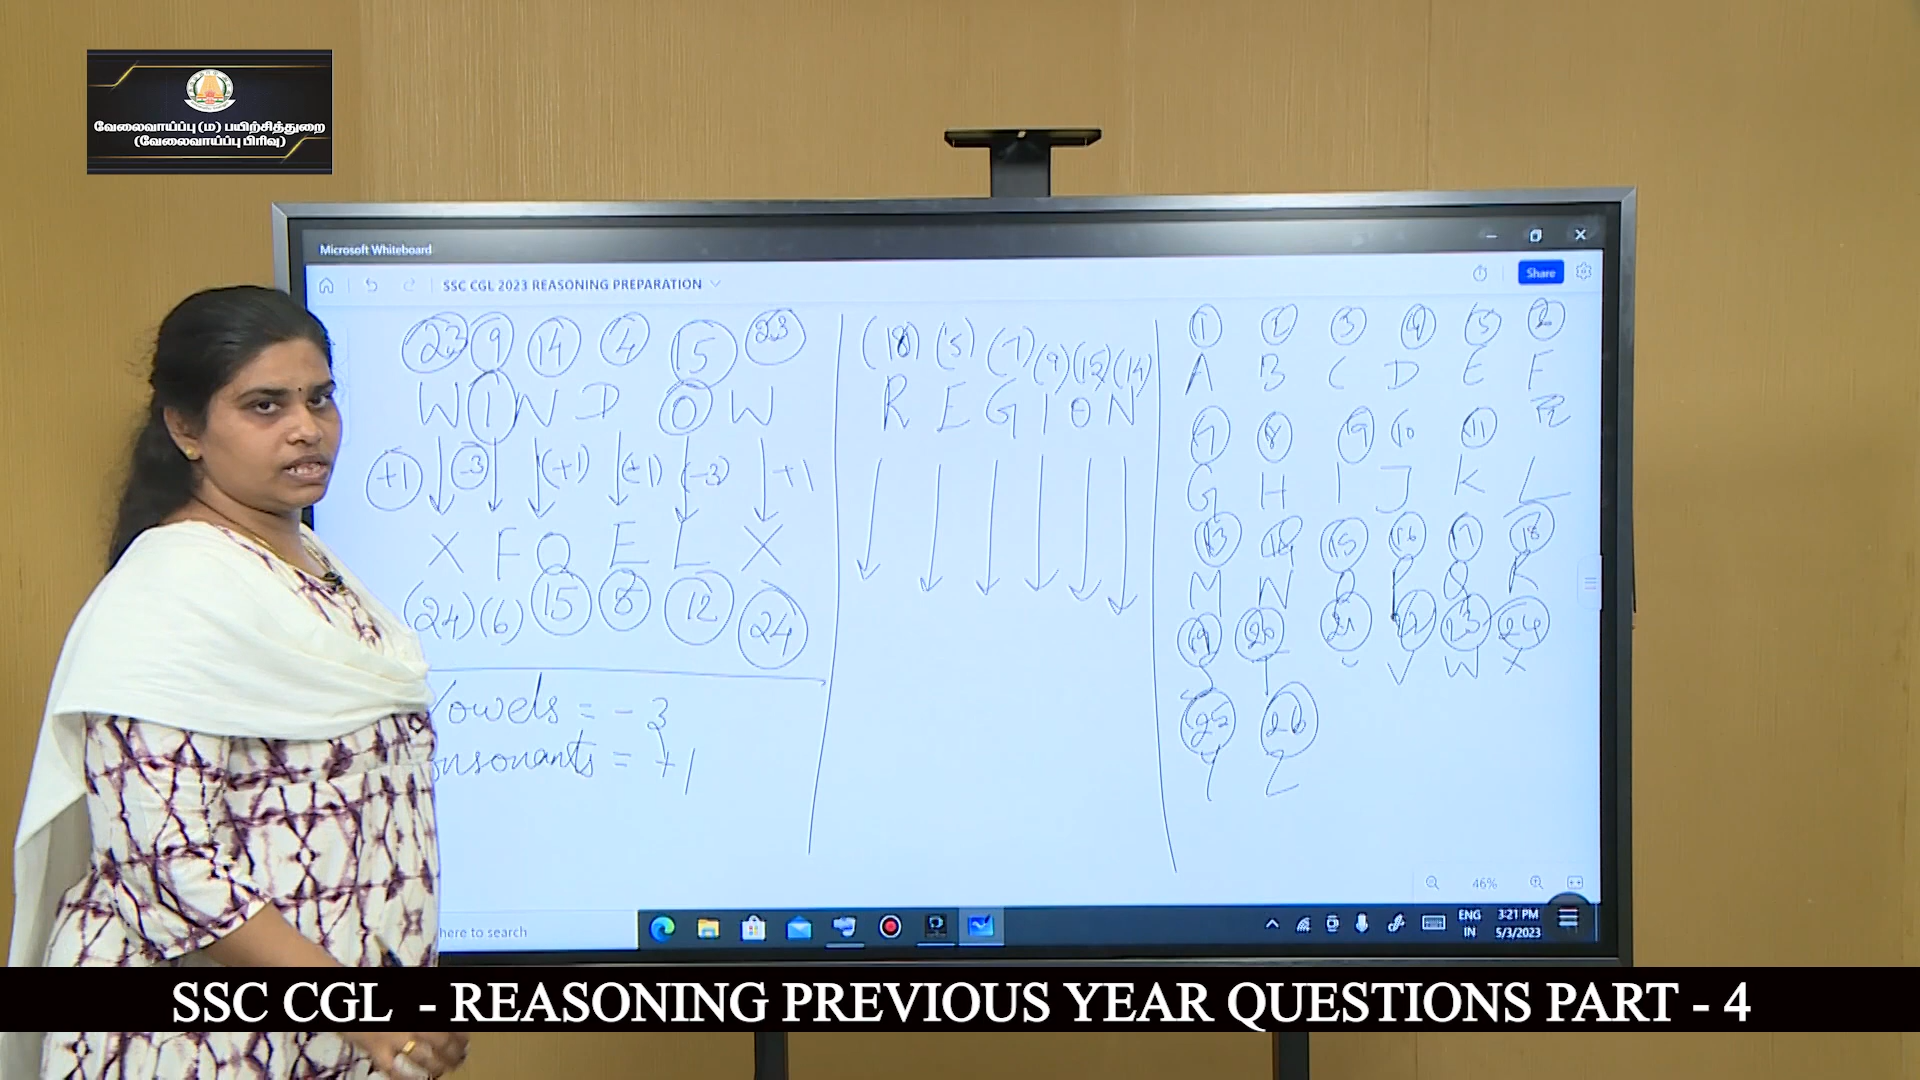 வேலைவாய்ப்பு (ம) பயிற்சித்துறை
(வேலைவாய்ப்பு பிரிவு)
Microsoft Whiteboard
SSC CGL 2023 REASONING PREPARATION
Share
23 9 14 4 15 23
W I N D O W
+1 -3 (+1) (+1) (-3) +1
X F O E L X
(24) (6) 15 12 24
Vowels = -3
onsonants = +1
(18) (5) (7) (9) (15) (14)
R E G I O N
1 2 3 4 5
A B C D E F
7 8 9 10 11
G H I J K L
13 14 15 16 17 18
M N O P Q R
19 20 21 22 23 24
S T U V W X
25 26
Y Z
46%
here to search
ENG
IN
3:21 PM
5/3/2023
SSC CGL - REASONING PREVIOUS YEAR QUESTIONS PART - 4